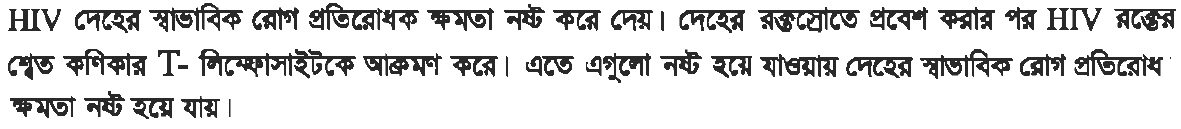 HIV দেহের স্বাভাবিক রোগ প্রতিরোধক ক্ষমতা নষ্ট করে দেয়। দেহের রক্তস্রোতে প্রবেশ করার পর HIV রক্তের
শ্বেত কণিকার T- লিম্ফোসাইটকে আক্রমণ করে। এতে এগুলো নষ্ট হয়ে যাওয়ায় দেহের স্বাভাবিক রোগ প্রতিরোধ
ক্ষমতা নষ্ট হয়ে যায়।